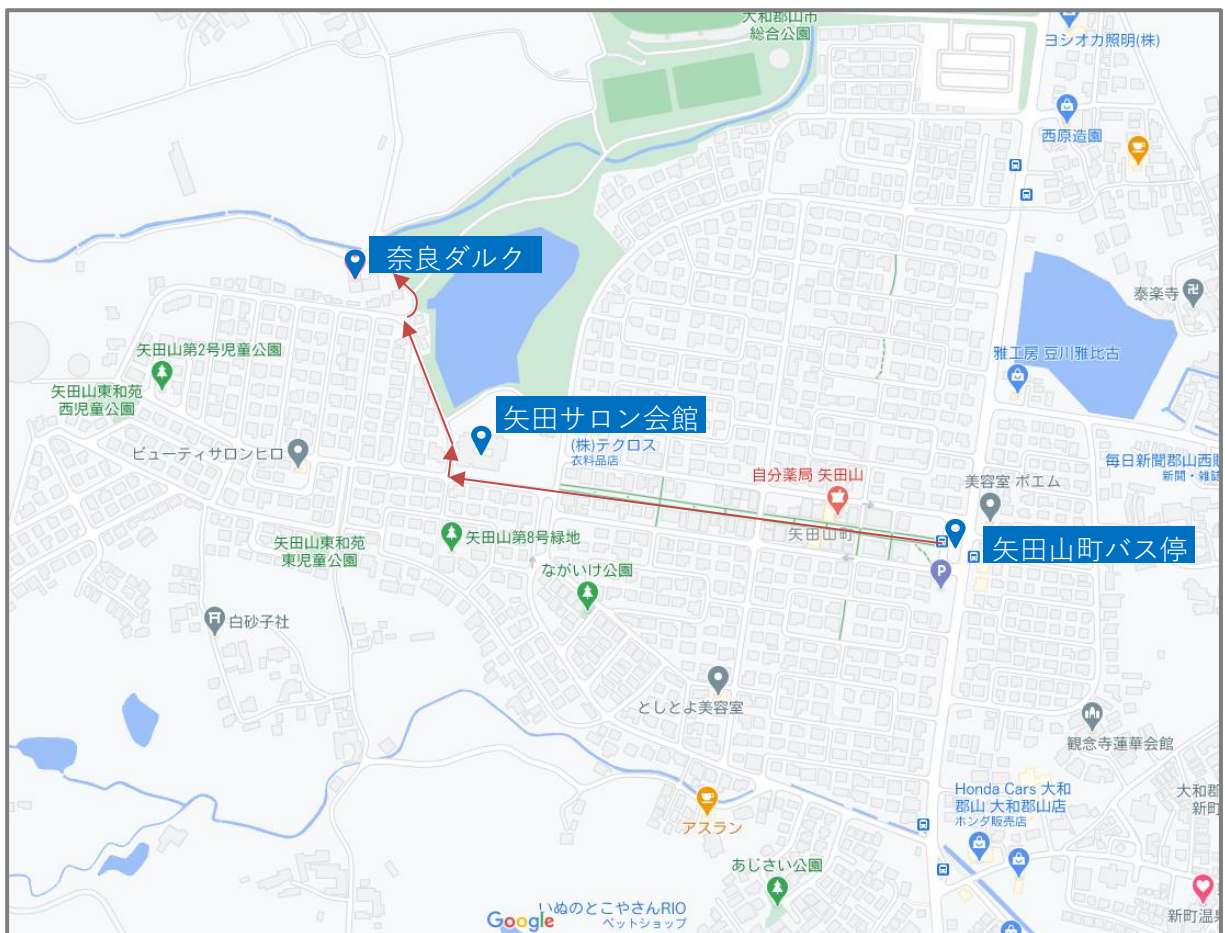 大和郡山市
総合公園
ヨシオカ照明(株)
西原造園
奈良ダルク
泰楽寺
雅工房 豆川雅比古
矢田山第2号児童公園
矢田山東和苑
西児童公園
矢田サロン会館
(株)テクロス
衣料品店
ビューティサロンヒロ
自分薬局 矢田山
毎日新聞郡山西販
新聞・雑誌
美容室 ポエム
矢田山第8号緑地
矢田山町
矢田山町バス停
P
矢田山東和苑
東児童公園
ながいけ公園
白砂子社
としとよ美容室
観念寺蓮華会館
Honda Cars 大和
郡山 大和郡山店
ホンダ販売店
大和郡
新町
アスラン
あじさい公園
いぬのとこやさんRIO
ペットショップ
Google
新町温泉